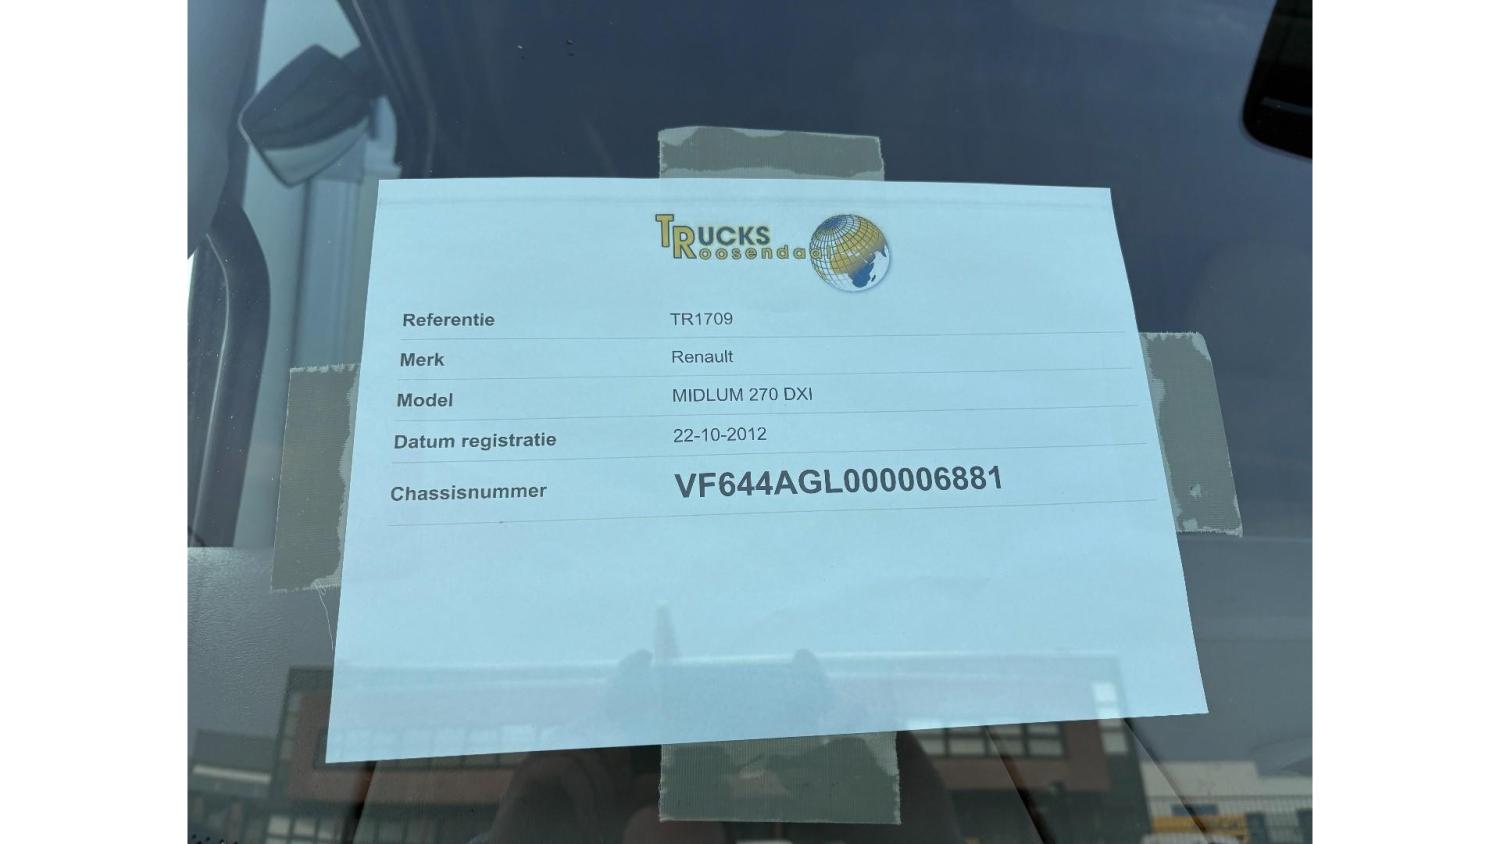 TRUCKS
Roosendaal
Referentie TR1709
Merk Renault
Model MIDLUM 270 DXI
Datum registratie 22-10-2012
Chassisnummer VF644AGL000006881